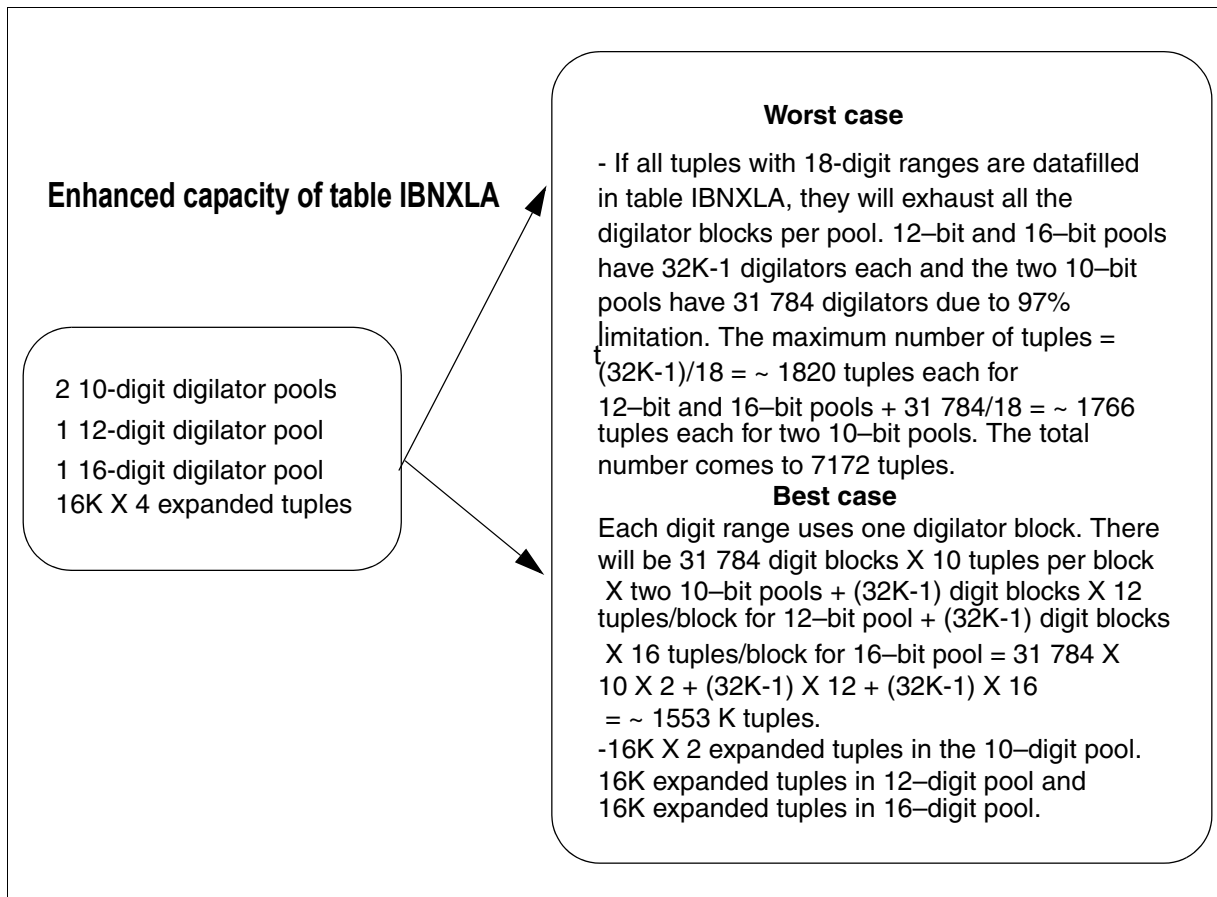 Enhanced capacity of table IBNXLA
2 10-digit digilator pools
1 12-digit digilator pool
1 16-digit digilator pool
16K X 4 expanded tuples
Worst case
- If all tuples with 18-digit ranges are datafilled
in table IBNXLA, they will exhaust all the
digilator blocks per pool. 12–bit and 16–bit pools
have 32K-1 digilators each and the two 10–bit
pools have 31 784 digilators due to 97%
limitation. The maximum number of tuples =
t
(32K-1)/18 = ~ 1820 tuples each for
12–bit and 16–bit pools + 31 784/18 = ~ 1766
tuples each for two 10–bit pools. The total
number comes to 7172 tuples.
Best case
Each digit range uses one digilator block. There
will be 31 784 digit blocks X 10 tuples per block
X two 10–bit pools + (32K-1) digit blocks X 12
tuples/block for 12–bit pool + (32K-1) digit blocks
X 16 tuples/block for 16–bit pool = 31 784 X
10 X 2 + (32K-1) X 12 + (32K-1) X 16
= ~ 1553 K tuples.
-16K X 2 expanded tuples in the 10–digit pool.
16K expanded tuples in 12–digit pool and
16K expanded tuples in 16–digit pool.